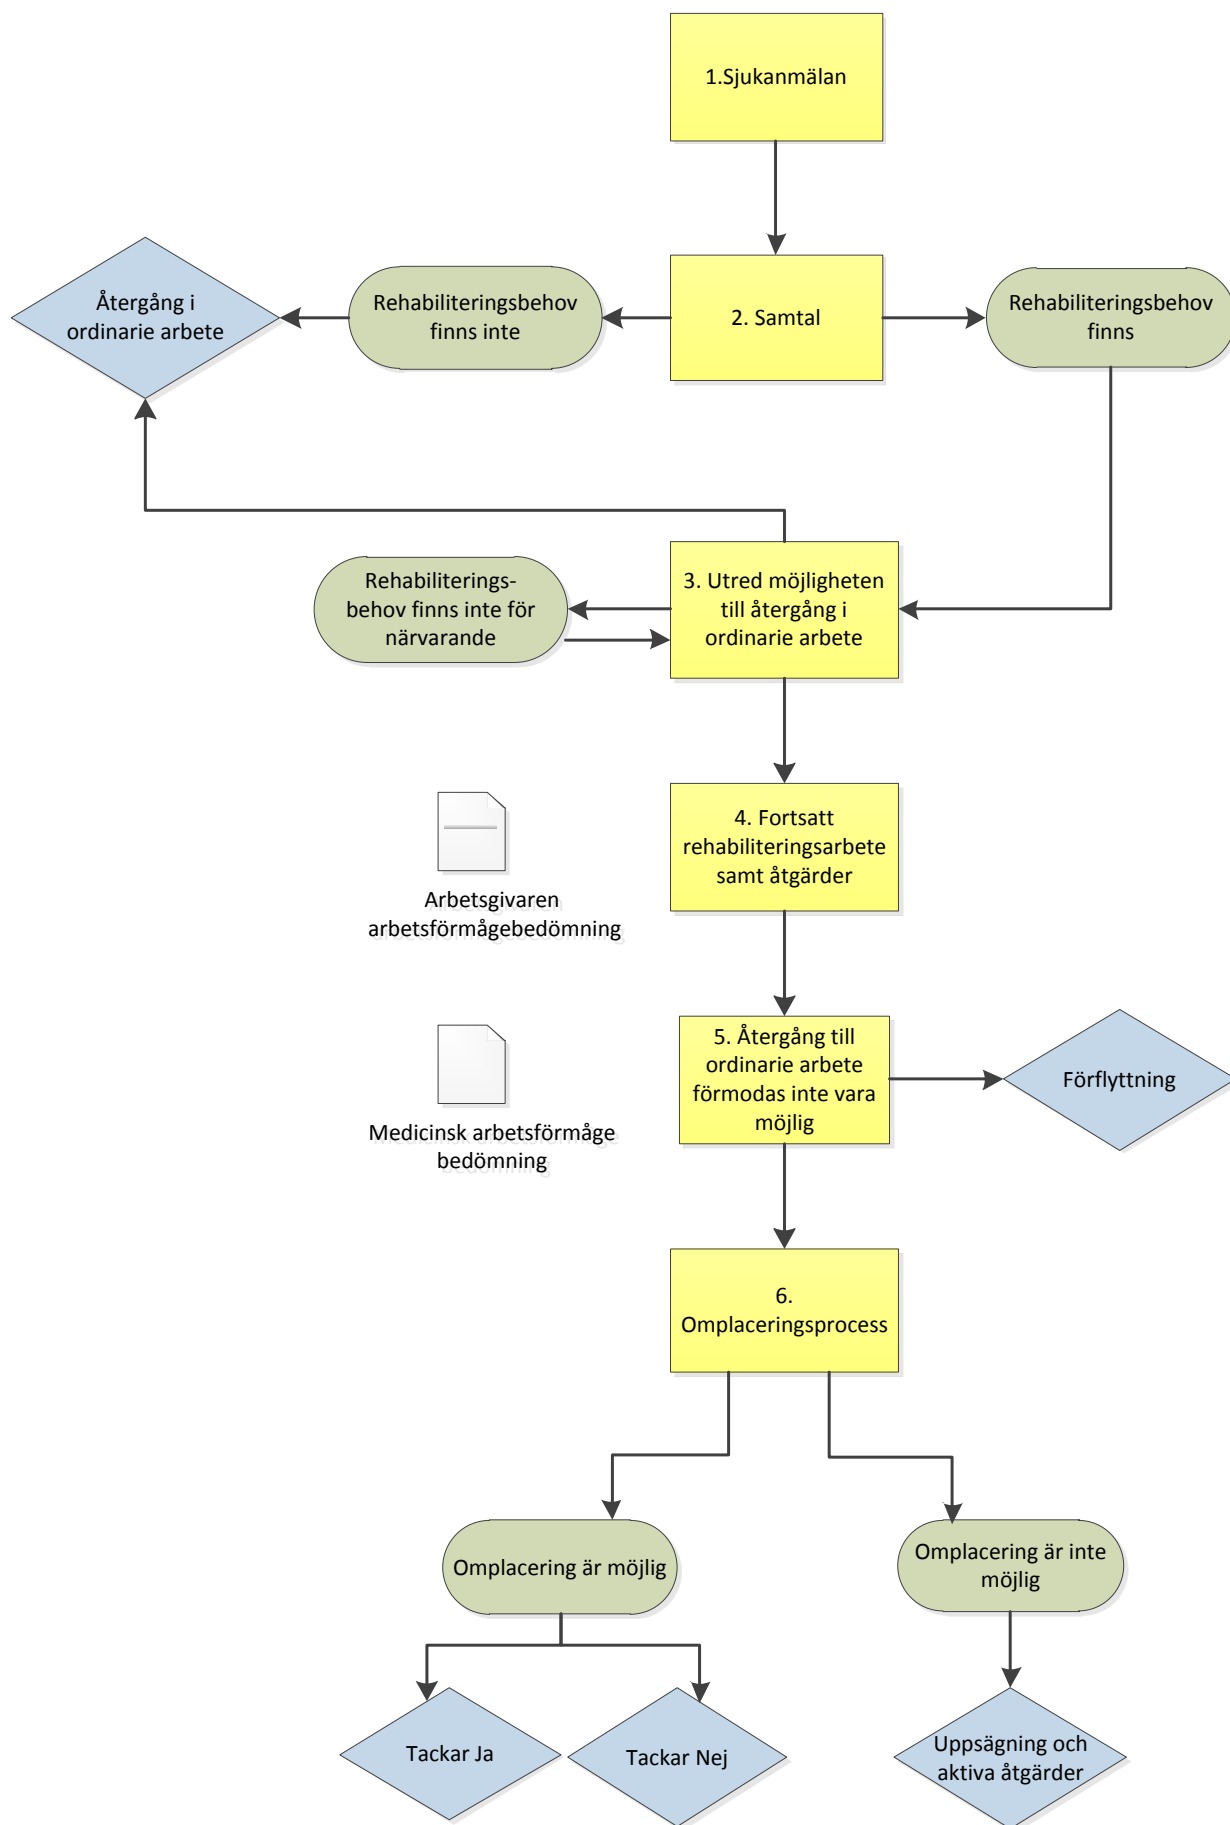 1.Sjukanmälan
Återgång i
ordinarie arbete
Rehabiliteringsbehov
finns inte
2. Samtal
Rehabiliteringsbehov
finns
Rehabiliterings-
behov finns inte för
närvarande
3. Utred möjligheten
till återgång i
ordinarie arbete
4. Fortsatt
rehabiliteringsarbete
samt åtgärder
Arbetsgivaren
arbetsförmågebedömning
5. Återgång till
ordinarie arbete
förmodas inte vara
möjlig
Förflyttning
Medicinsk arbetsförmåge
bedömning
6.
Omplaceringsprocess
Omplacering är möjlig
Omplacering är inte
möjlig
Tackar Ja
Tackar Nej
Uppsägning och
aktiva åtgärder